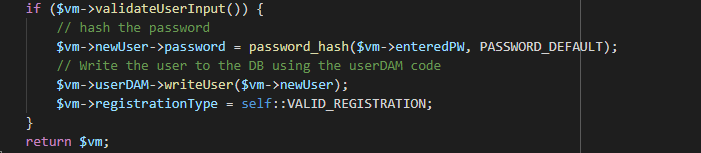 if ($vm->validateUserInput()) {
// hash the password
$vm->newUser->password = password_hash($vm->enteredPW, PASSWORD_DEFAULT);
// Write the user to the DB using the userDAM code
$vm->userDAM->writeUser($vm->newUser);
$vm->registrationType = self::VALID_REGISTRATION;
}
return $vm;